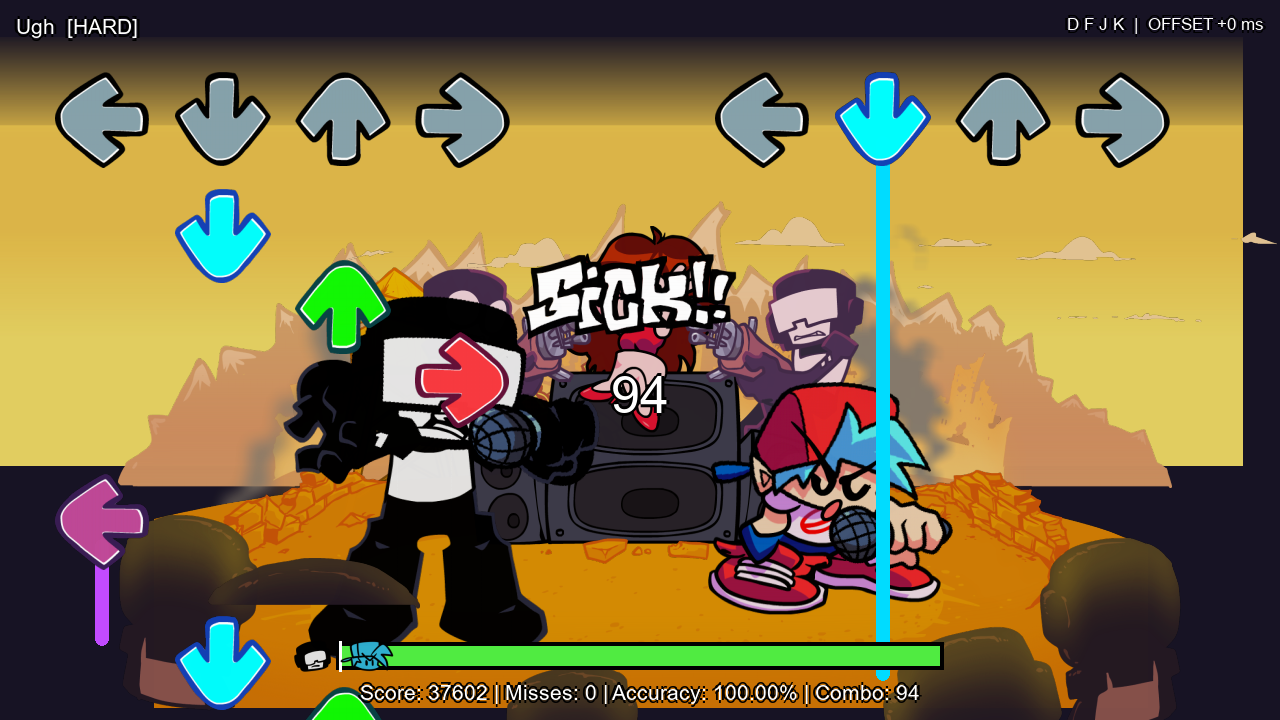 Ugh [HARD]
D F J K | OFFSET +0 ms
SiCK!!
94
Score: 37602 | Misses: 0 | Accuracy: 100.00% | Combo: 94